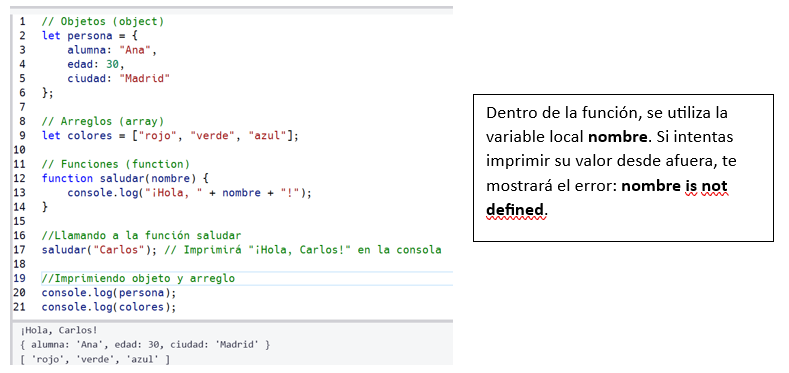 1 // Objetos (object)
2 let persona = {
3     alumna: "Ana",
4     edad: 30,
5     ciudad: "Madrid"
6 };
7
8 // Arreglos (array)
9 let colores = ["rojo", "verde", "azul"];
10
11 // Funciones (function)
12 function saludar(nombre) {
13     console.log("¡Hola, " + nombre + "!");
14 }
15
16 //Llamando a la función saludar
17 saludar("Carlos"); // Imprimirá "¡Hola, Carlos!" en la consola
18
19 //Imprimiendo objeto y arreglo
20 console.log(persona);
21 console.log(colores);
¡Hola, Carlos!
{ alumna: 'Ana', edad: 30, ciudad: 'Madrid' }
[ 'rojo', 'verde', 'azul' ]
Dentro de la función, se utiliza la
variable local nombre. Si intentas
imprimir su valor desde afuera, te
mostrará el error: nombre is not
defined.